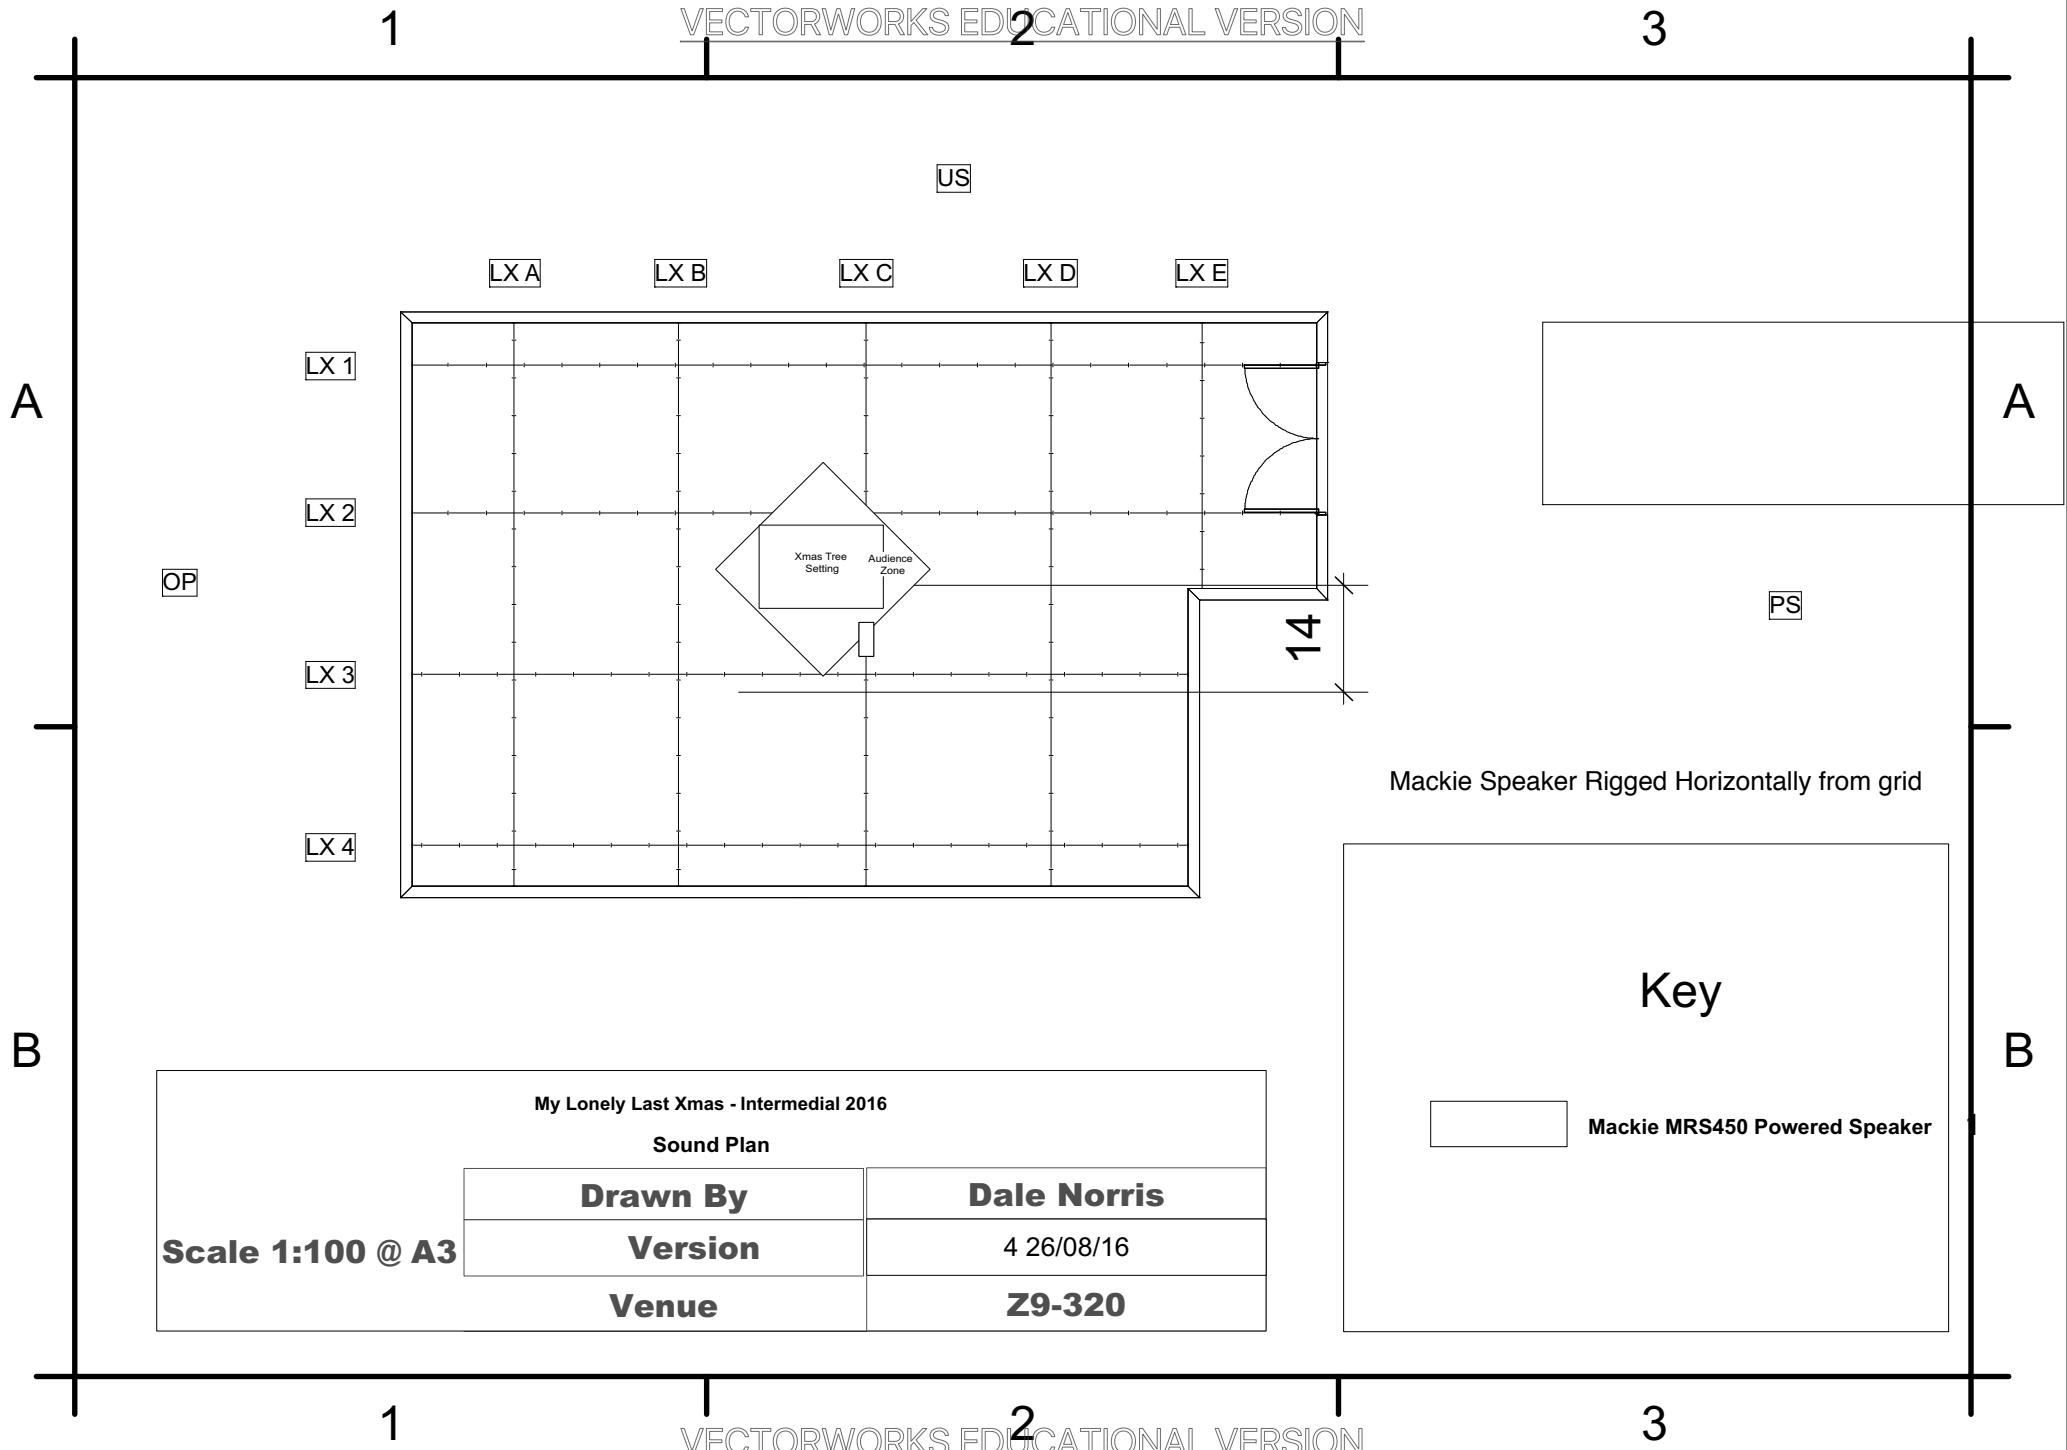 VECTORWORKS EDUCATIONAL VERSION
1
2
3
US
LX A
LX B
LX C
LX D
LX E
LX 1
A
A
LX 2
Xmas Tree
Setting
Audience
Zone
OP
PS
14
LX 3
Mackie Speaker Rigged Horizontally from grid
LX 4
Key
B
B
My Lonely Last Xmas - Intermedial 2016
Mackie MRS450 Powered Speaker
1
Sound Plan
Drawn By
Dale Norris
Scale 1:100 @ A3
Version
4 26/08/16
Venue
Z9-320
1
2
3
VECTORWORKS EDUCATIONAL VERSION